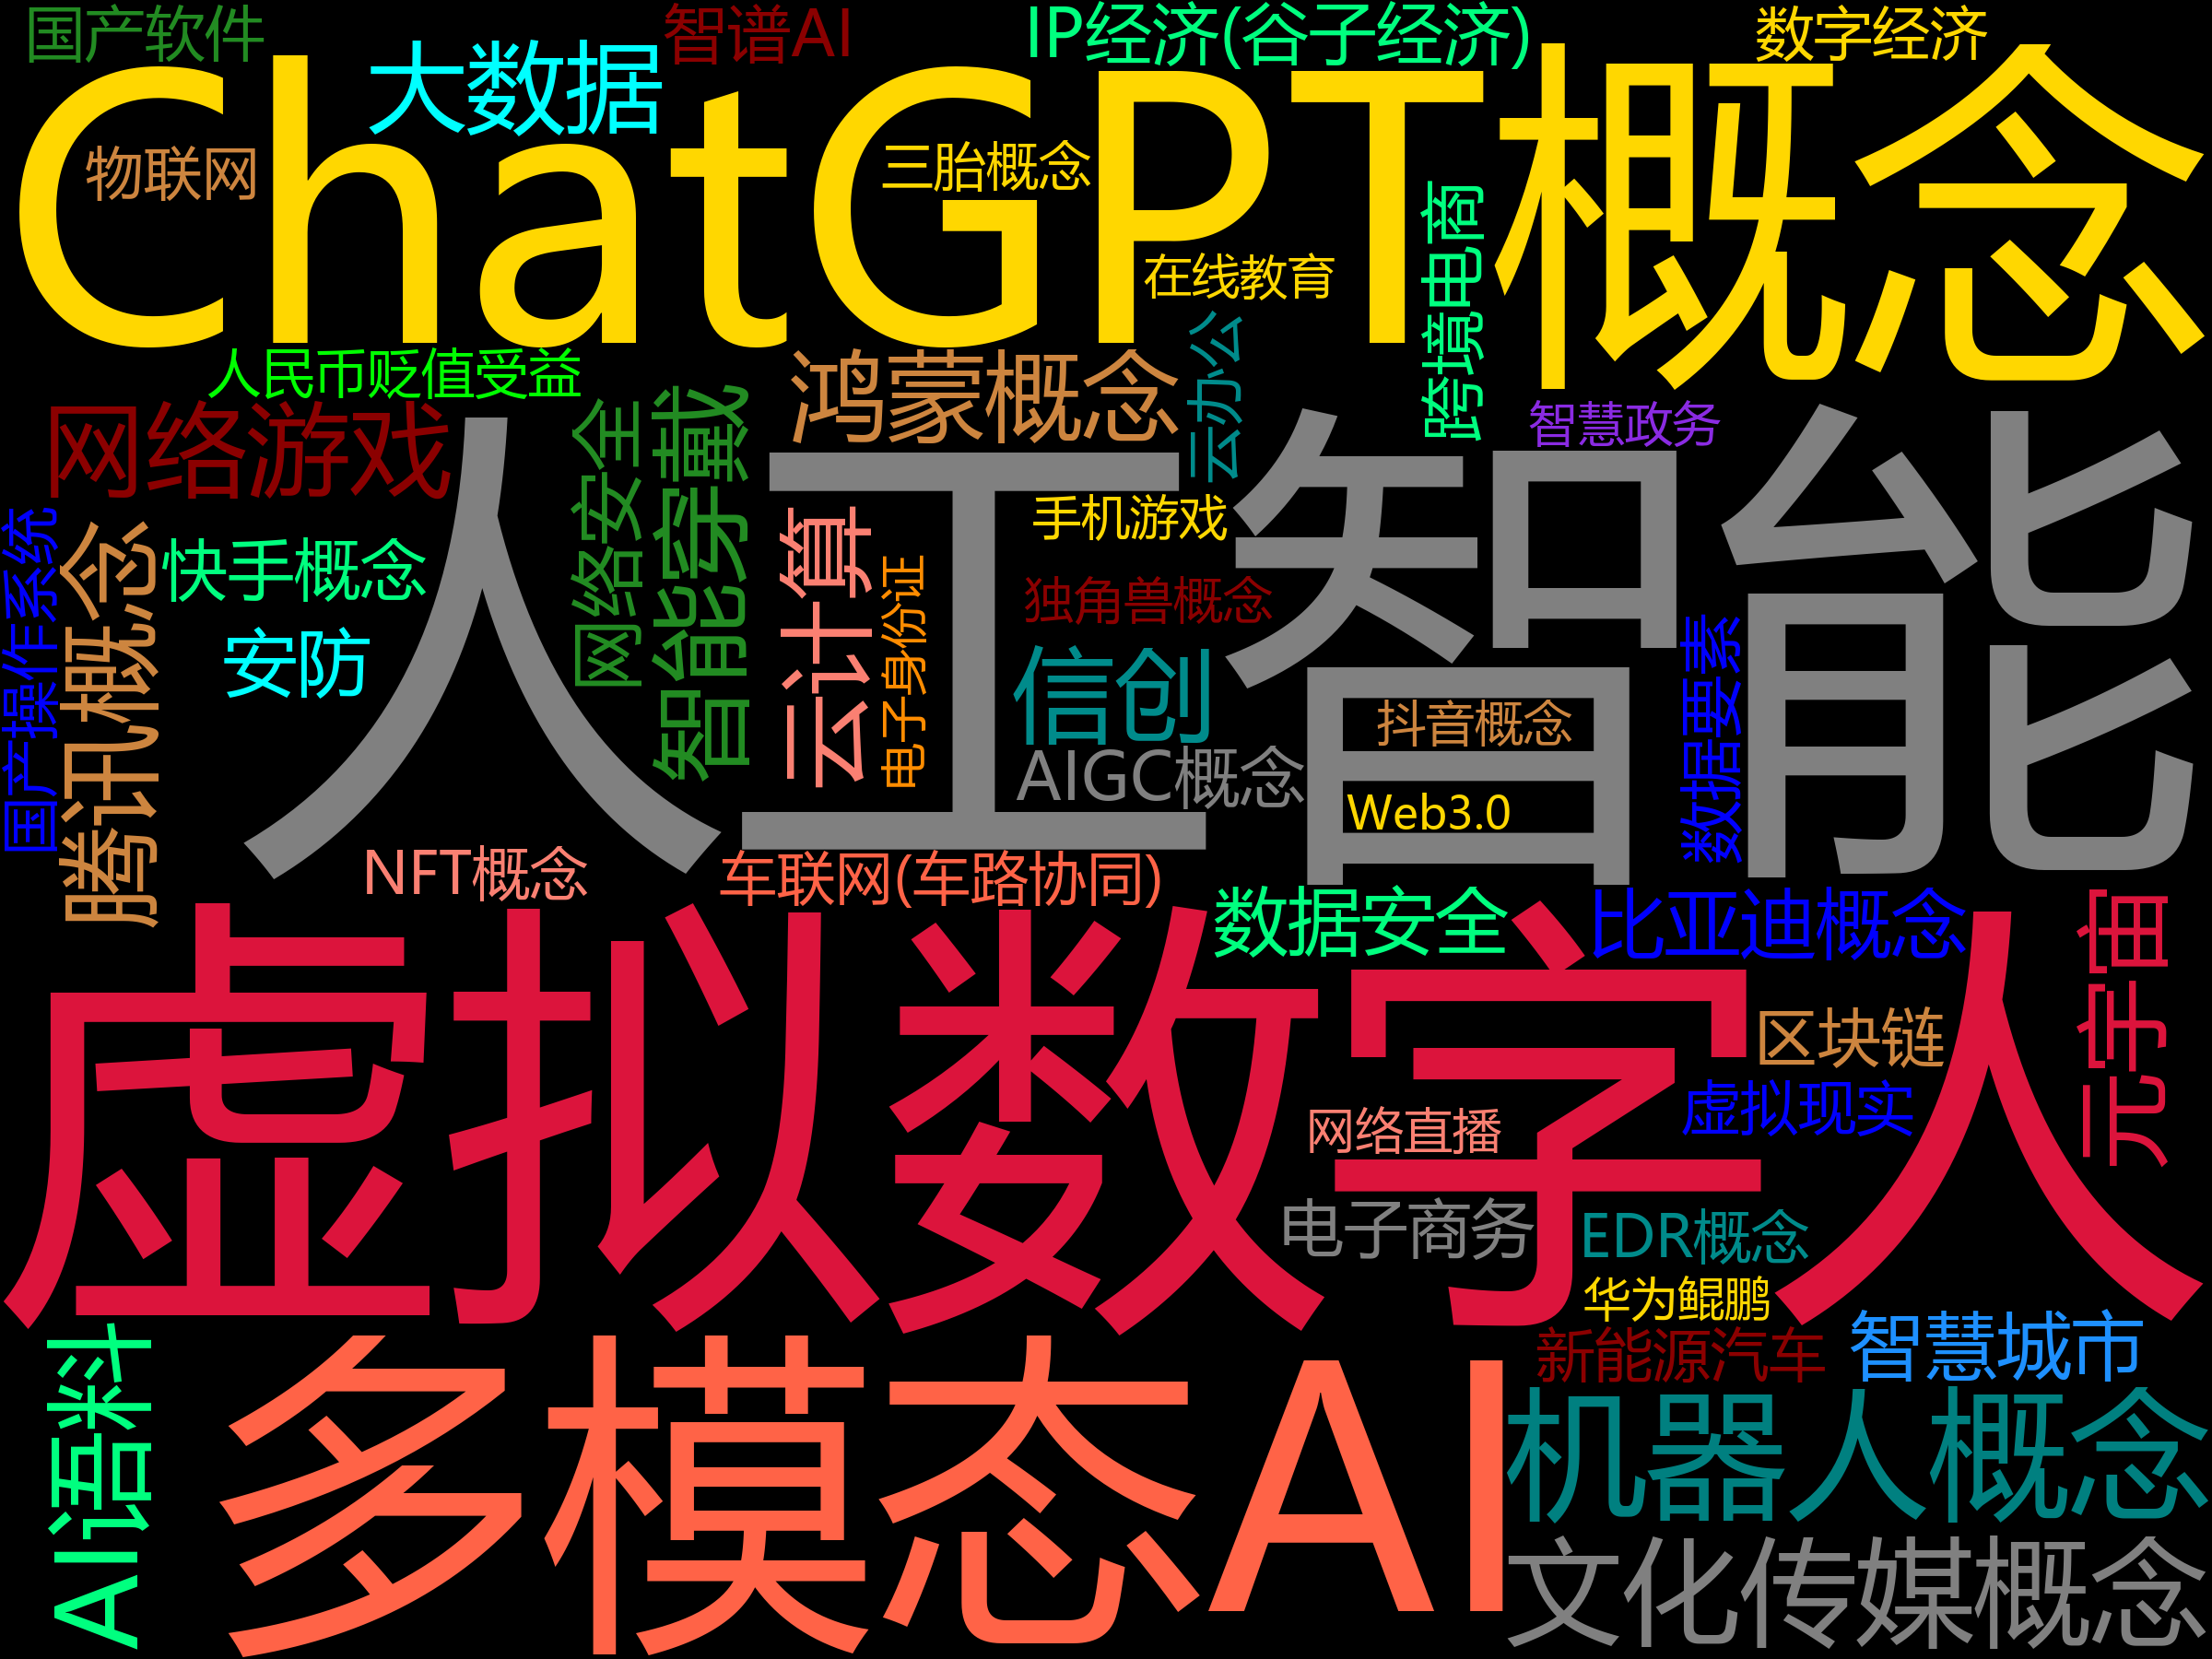 国产软件
智谱AI
IP经济(谷子经济)
数字经济
大数据
ChatGPT概念
物联网
三胎概念
在线教育
跨境电商
人民币贬值受益
鸿蒙概念
云办公
智慧政务
网络游戏
网络安全
智能穿戴
人工智能
云计算
手机游戏
国产操作系统
腾讯概念
快手概念
电子身份证
独角兽概念
安防
信创
抖音概念
数据要素
AIGC概念
Web3.0
NFT概念
车联网(车路协同)
数据安全
比亚迪概念
元宇宙
虚拟数字人
区块链
虚拟现实
网络直播
电子商务
EDR概念
华为鲲鹏
智慧城市
新能源汽车
AI语料
多模态AI
机器人概念
文化传媒概念